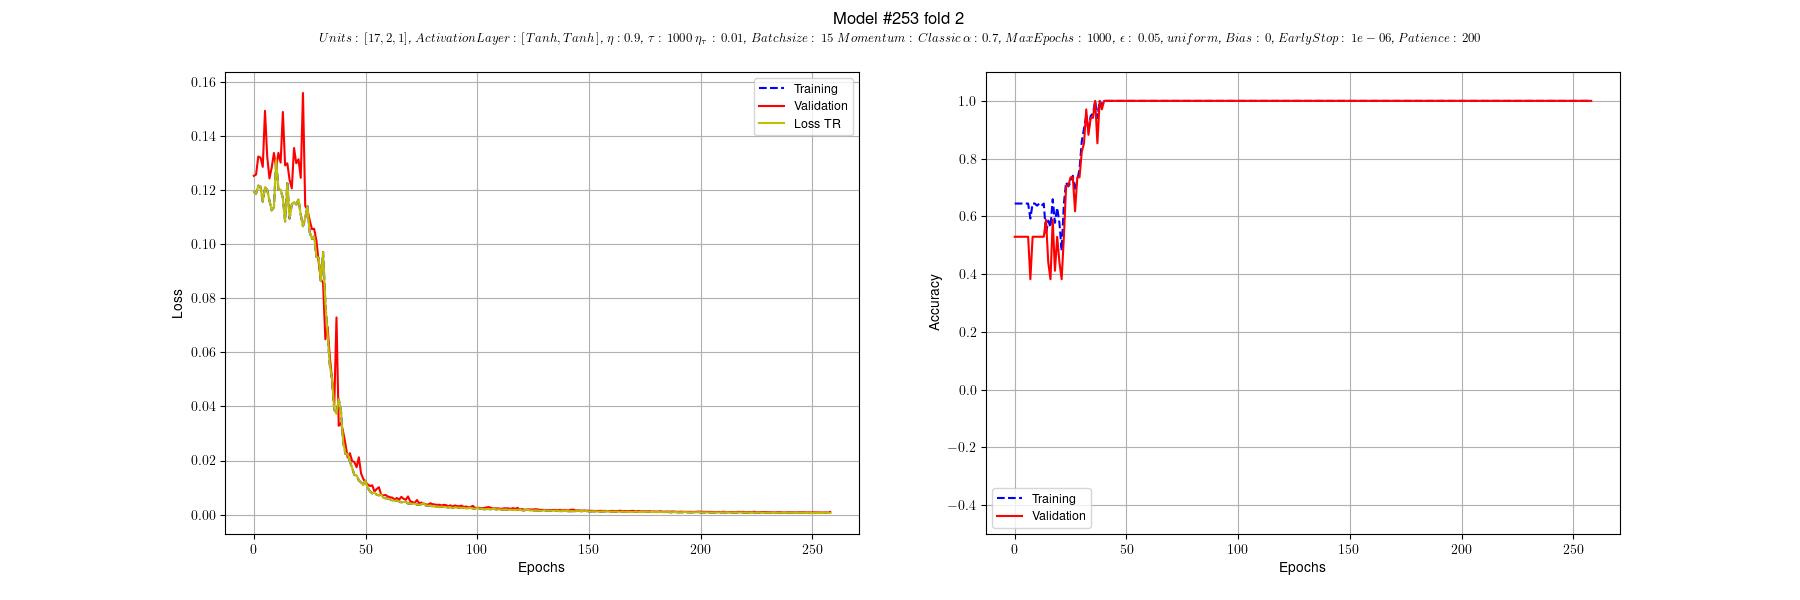 Model #253 fold 2
Units : [17, 2, 1], ActivationLayer : [Tanh, Tanh], η : 0.9, τ : 1000 ητ : 0.01, Batchsize : 15 Momentum : Classic α : 0.7, MaxEpochs : 1000, ϵ : 0.05, uniform, Bias : 0, EarlyStop : 1e − 06, Patience : 200
0.16
0.14
0.12
0.10
0.08
0.06
0.04
0.02
0.00
Loss
0 50 100 150 200 250
Epochs
Training
Validation
Loss TR
1.0
0.8
0.6
0.4
0.2
0.0
−0.2
−0.4
Accuracy
0 50 100 150 200 250
Epochs
Training
Validation